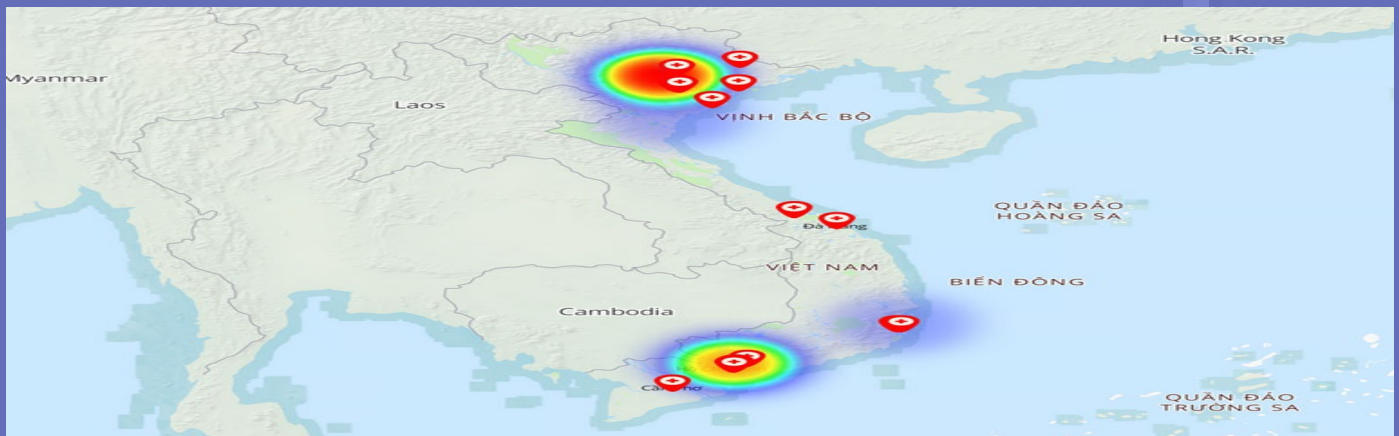 Hong Kong
S.A.R.
Myanmar
Laos
VỊNH BẮC BỘ
QUẦN ĐẢO
HOÀNG SA
VIỆT NAM
BIỂN ĐÔNG
Cambodia
QUẦN ĐẢO
TRƯỜNG SA